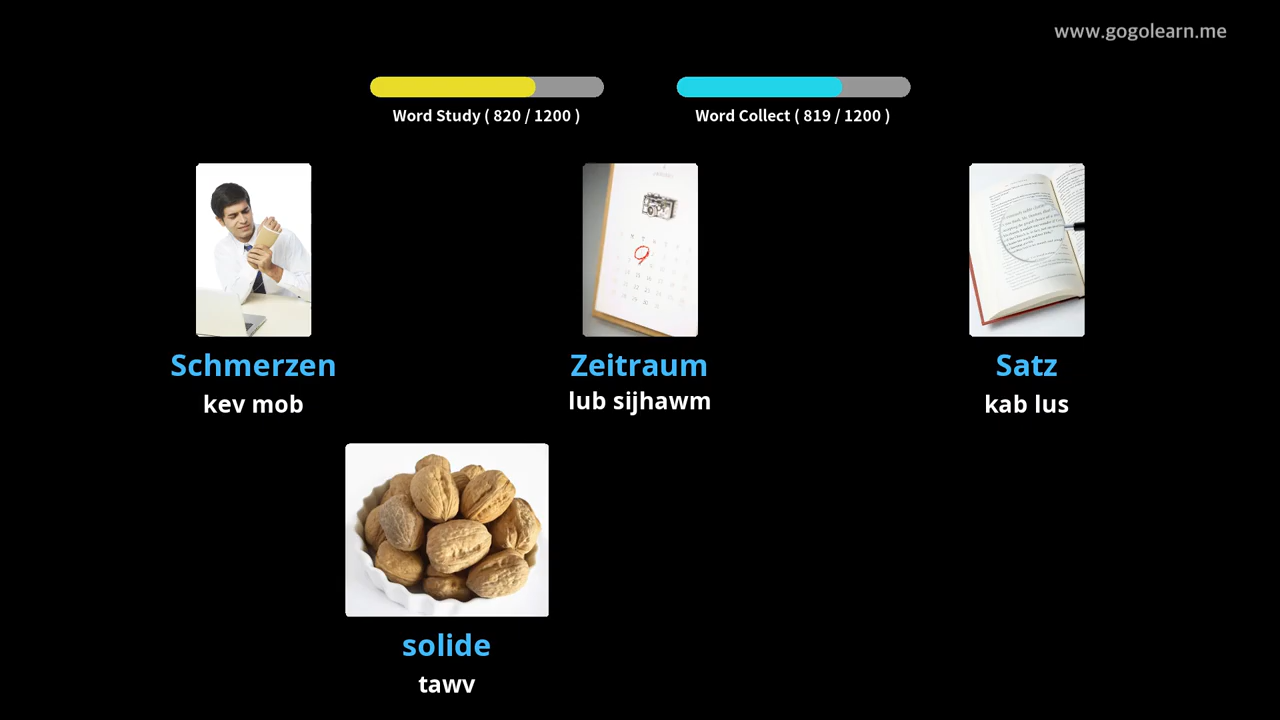 www.gogolearn.me
Word Study ( 820 / 1200 )
Word Collect ( 819 / 1200 )
Schmerzen
kev mob
Zeitraum
lub sijhawm
9
Satz
kab lus
solide
tawv